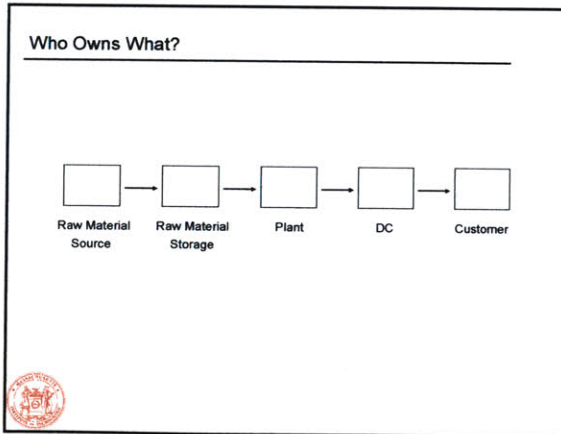 Who Owns What?
Raw Material
Source
Raw Material
Storage
Plant
DC
Customer